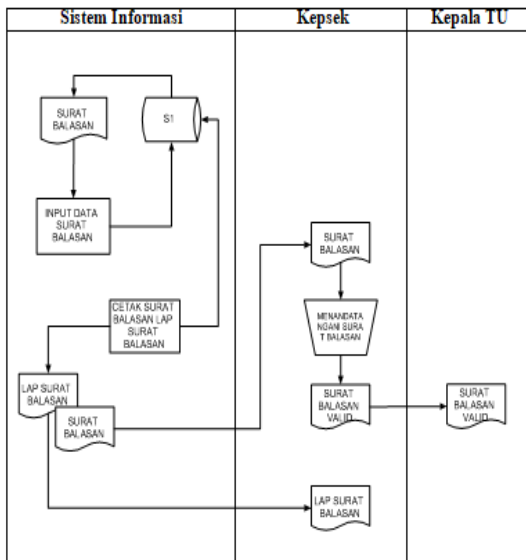 Sistem Informasi
Kepsek
Kepala TU
SURAT
BALASAN
S1
INPUT DATA
SURAT
BALASAN
SURAT
BALASAN
CETAK SURAT
BALASAN LAP
SURAT
BALASAN
MENANDATA
NGANI SURA
T BALASAN
LAP SURAT
BALASAN
SURAT
BALASAN
SURAT
BALASAN
VALID
SURAT
BALASAN
VALID
LAP SURAT
BALASAN